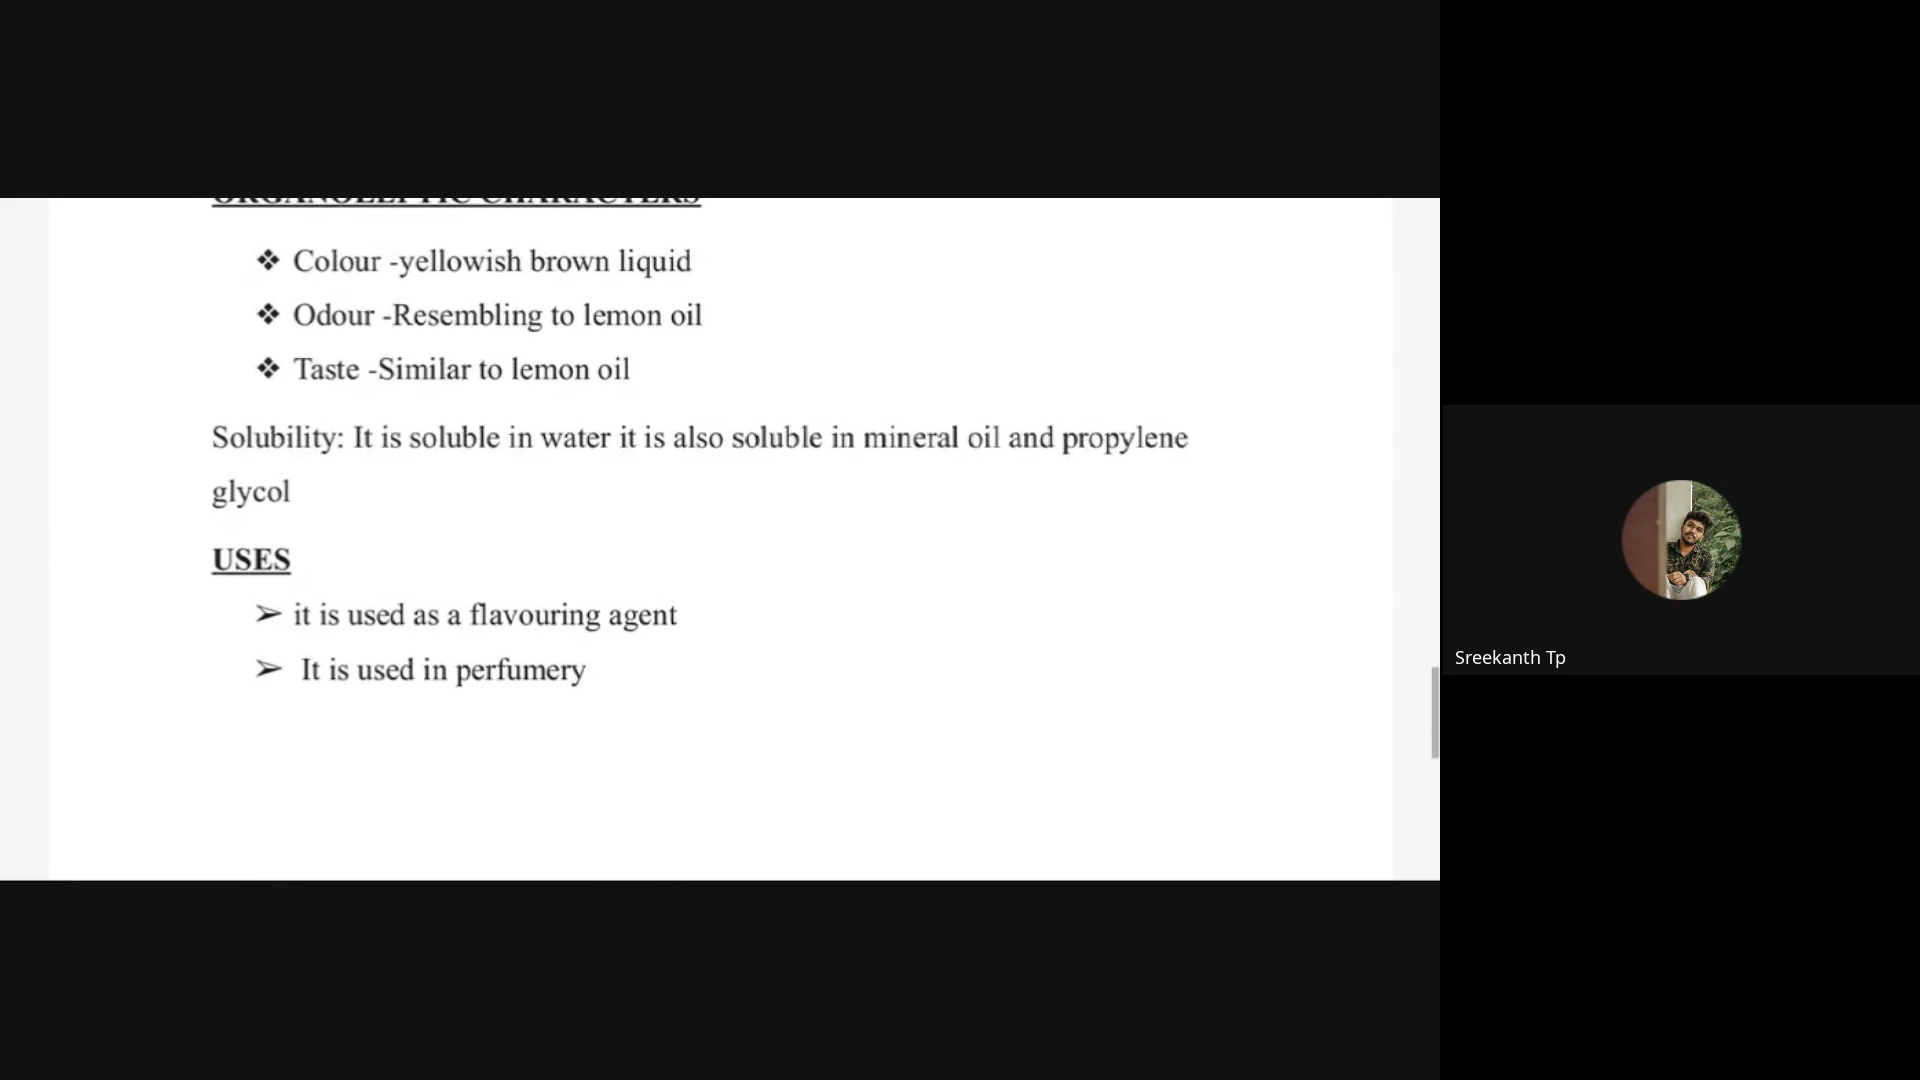 ORGANOLEPTIC CHARACTERS
❖ Colour -yellowish brown liquid
❖ Odour -Resembling to lemon oil
❖ Taste -Similar to lemon oil
Solubility: It is soluble in water it is also soluble in mineral oil and propylene
glycol
USES
➢ it is used as a flavouring agent
➢ It is used in perfumery
Sreekanth Tp